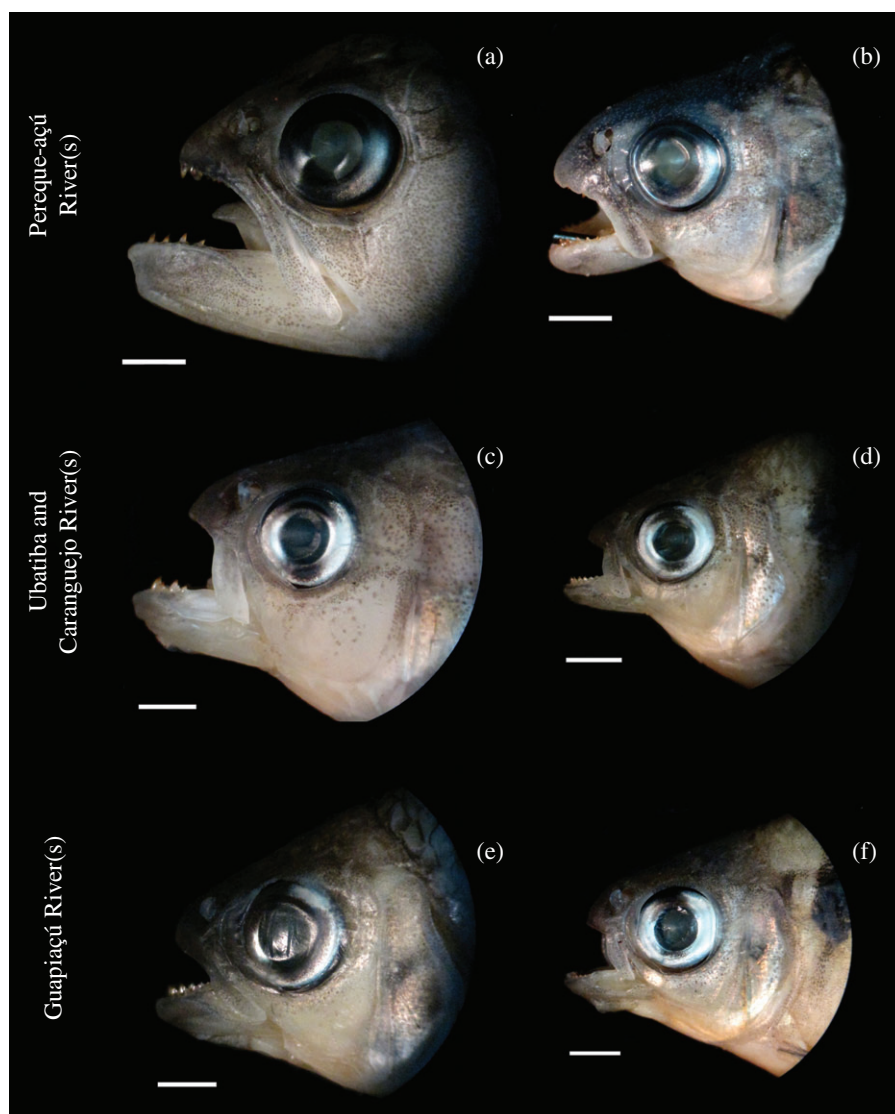 Pereque-açú
River(s)
(a)
(b)
Ubatiba and
Caranguejo River(s)
(c)
(d)
Guapiaçú River(s)
(e)
(f)